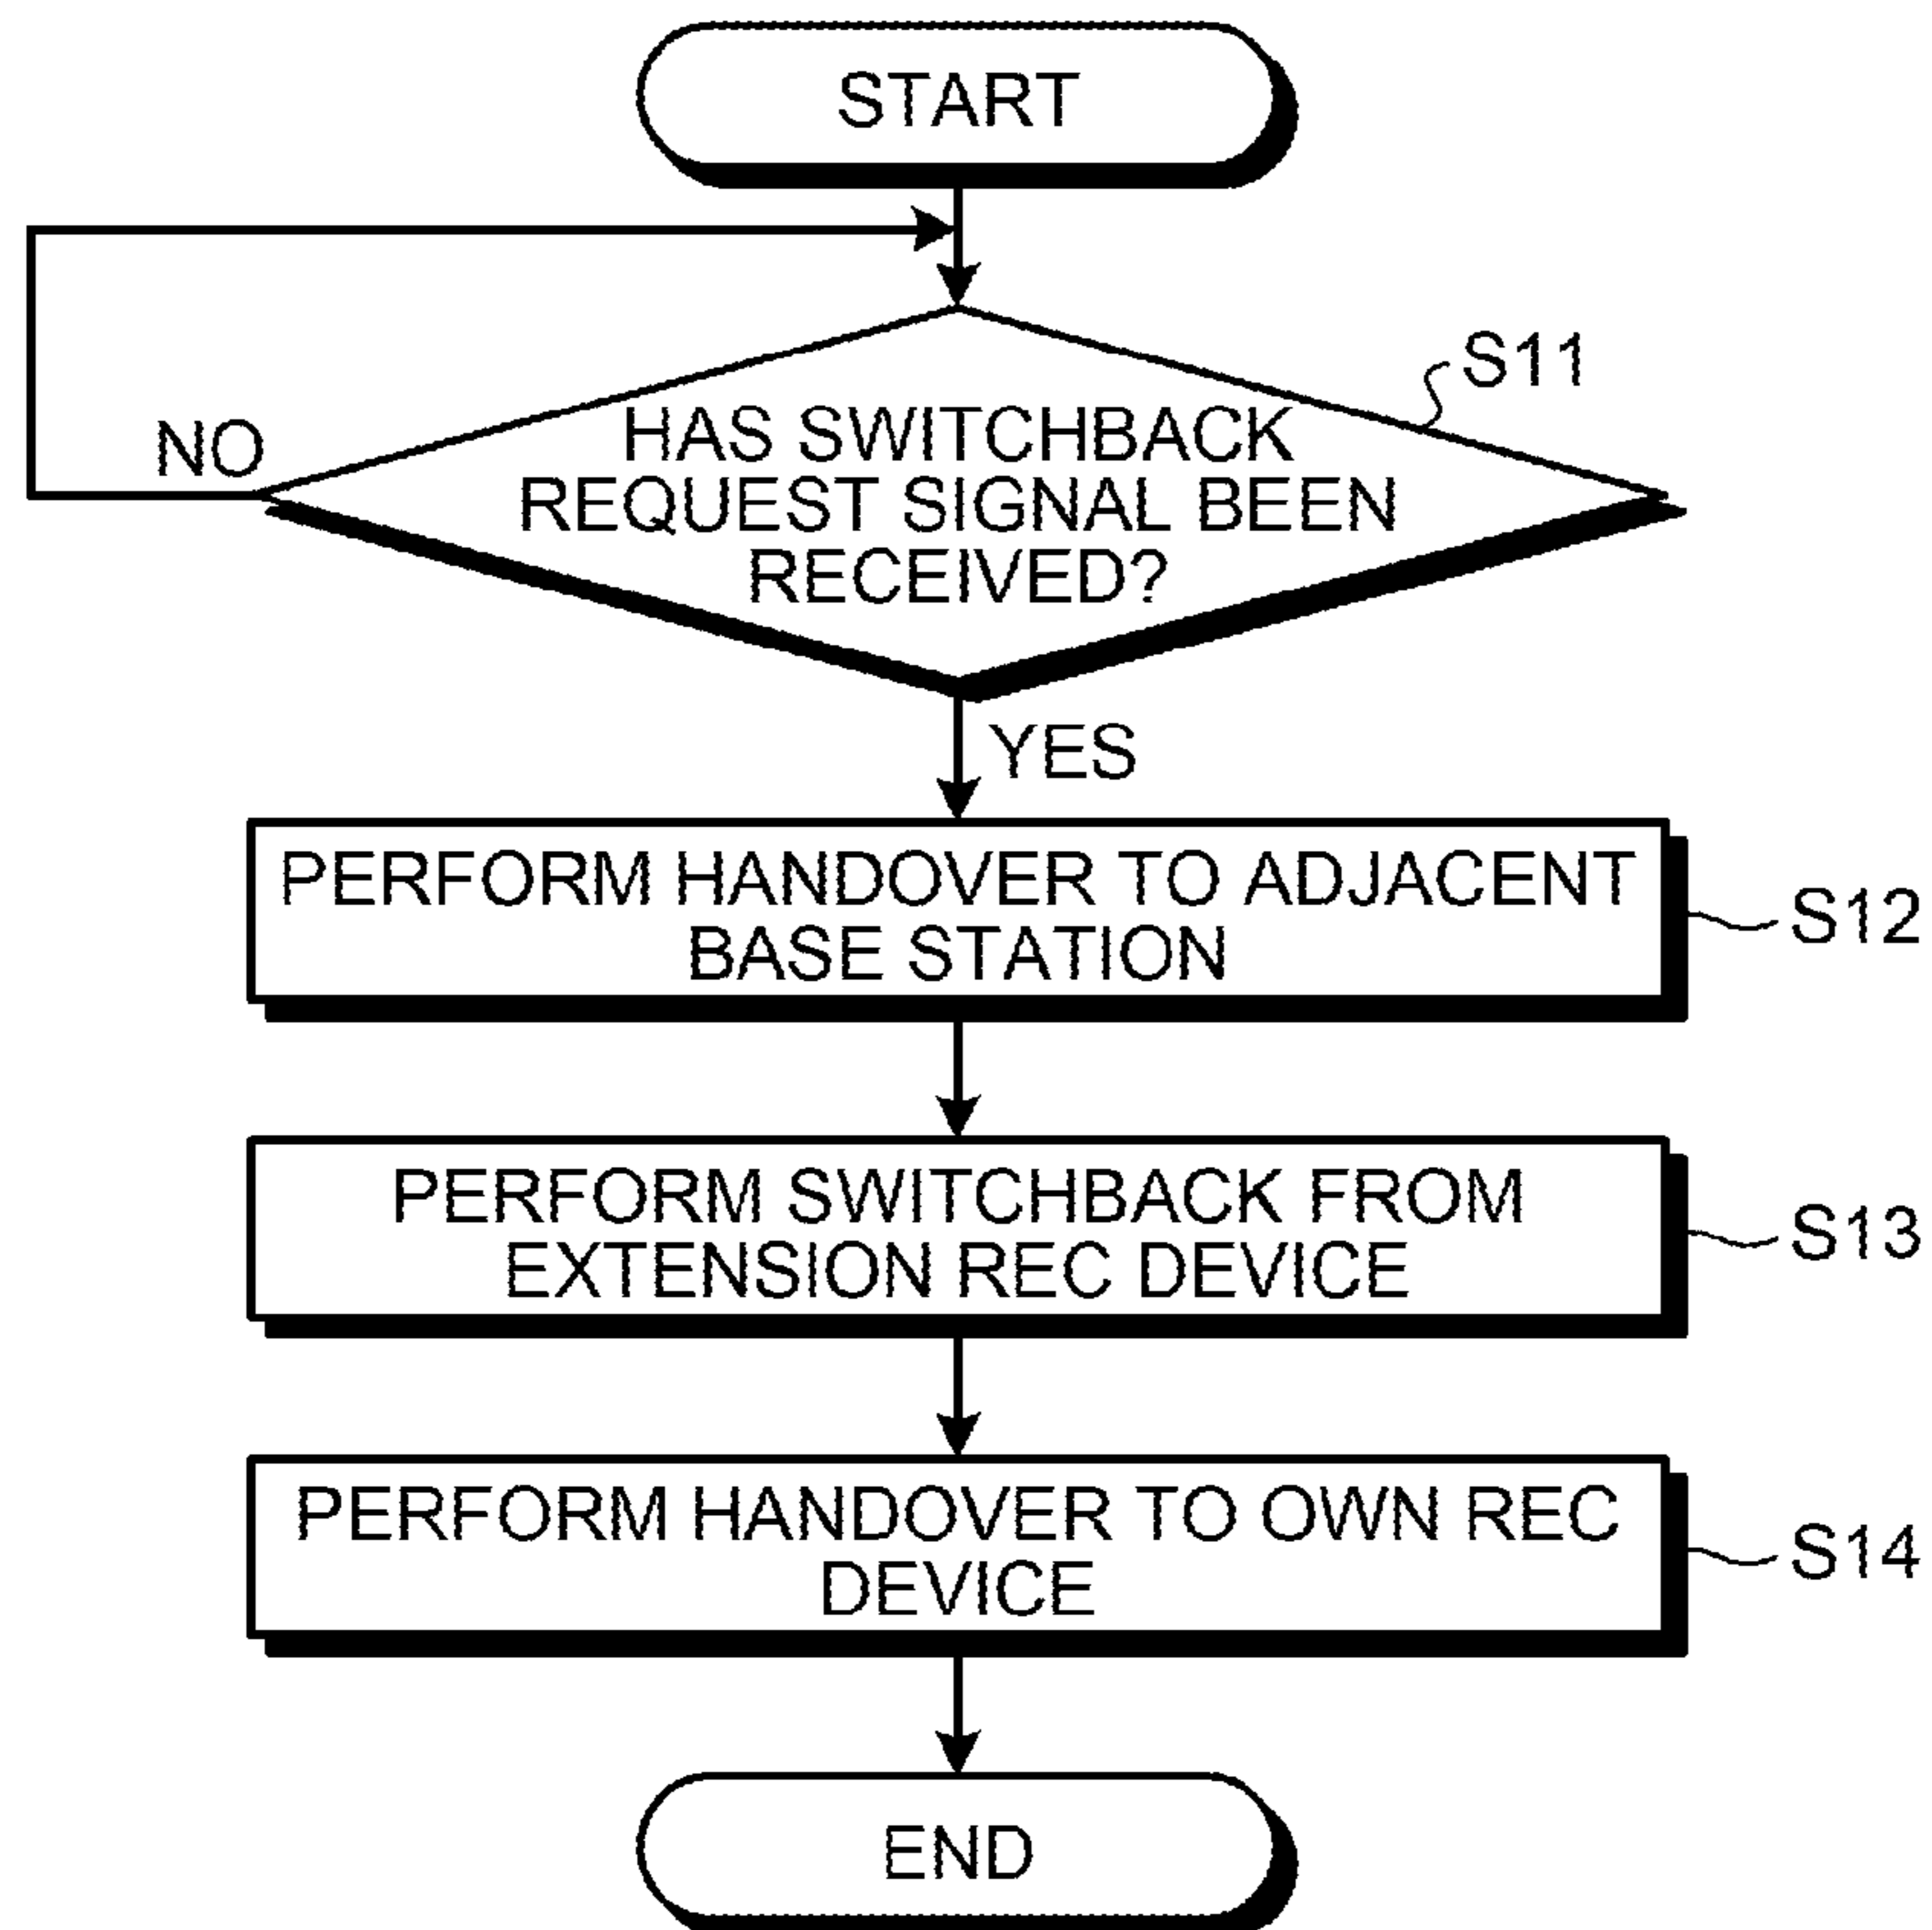 START
S11
NO
HAS SWITCHBACK
REQUEST SIGNAL BEEN
RECEIVED?
YES
PERFORM HANDOVER TO ADJACENT
BASE STATION
S12
PERFORM SWITCHBACK FROM
EXTENSION REC DEVICE
S13
PERFORM HANDOVER TO OWN REC
DEVICE
S14
END